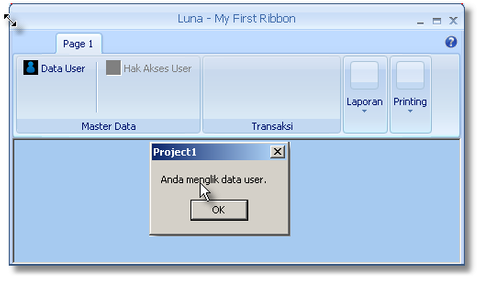 Luna - My First Ribbon
Page 1
Data User
Hak Akses User
Laporan
Printing
Master Data
Transaksi
Project1
Anda menglik data user.
OK